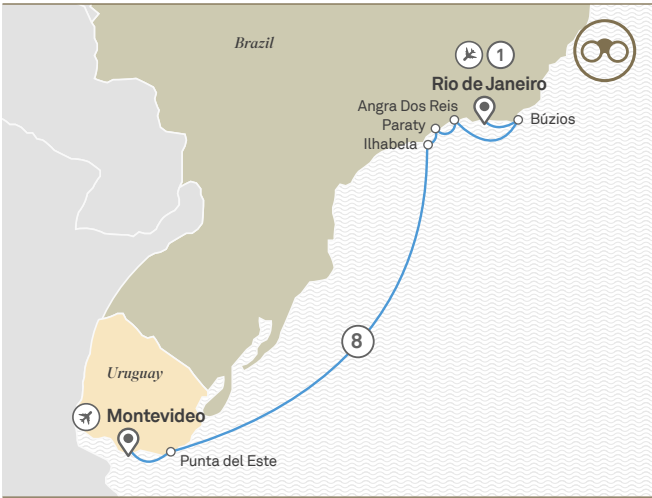 Brazil
1
Rio de Janeiro
Angra Dos Reis
Paraty
Búzios
Ilhabela
8
Uruguay
Montevideo
Punta del Este